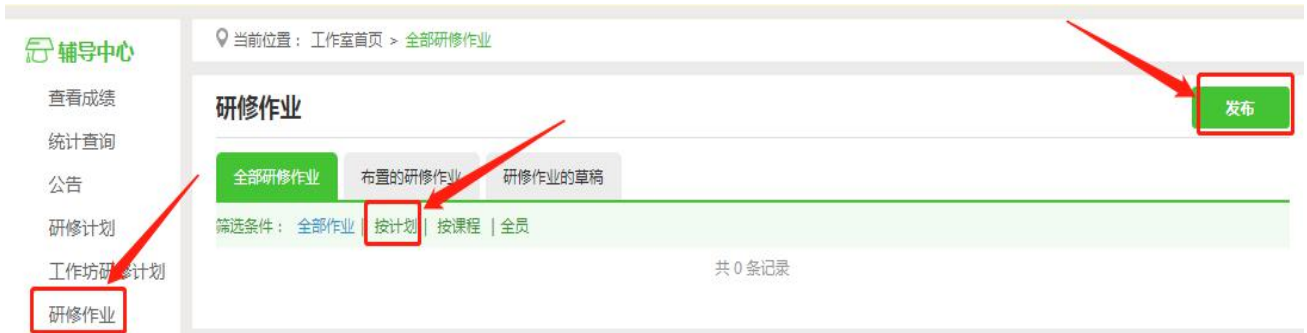 辅导中心
查看成绩
统计查询
公告
研修计划
工作坊研修计划
研修作业
当前位置： 工作室首页 > 全部研修作业
研修作业
发布
全部研修作业 布置的研修作业 研修作业的草稿
筛选条件： 全部作业 | 按计划 | 按课程 | 全员
共 0 条记录